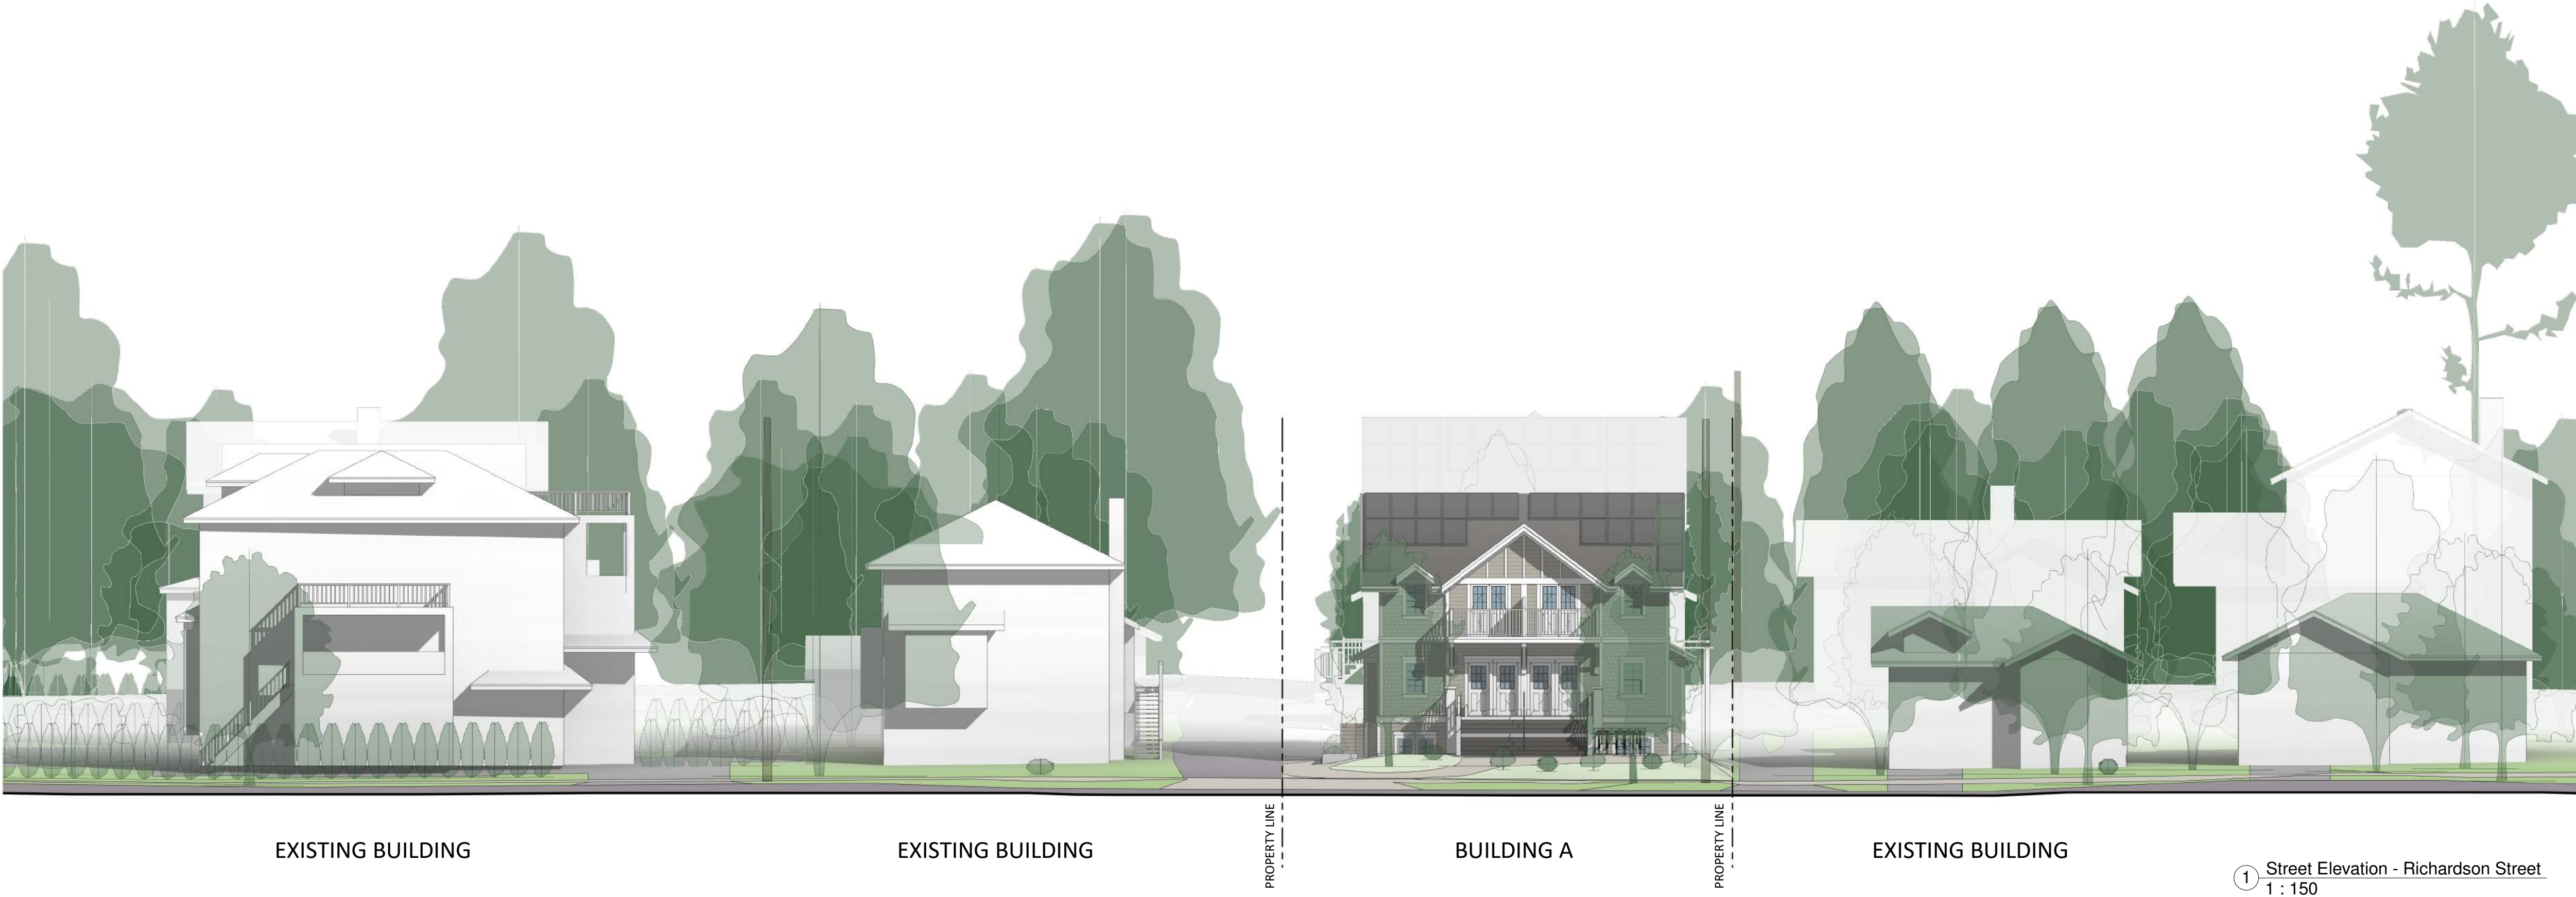 EXISTING BUILDING
EXISTING BUILDING
PROPERTY LINE
BUILDING A
PROPERTY LINE
EXISTING BUILDING
1
Street Elevation - Richardson Street
1 : 150